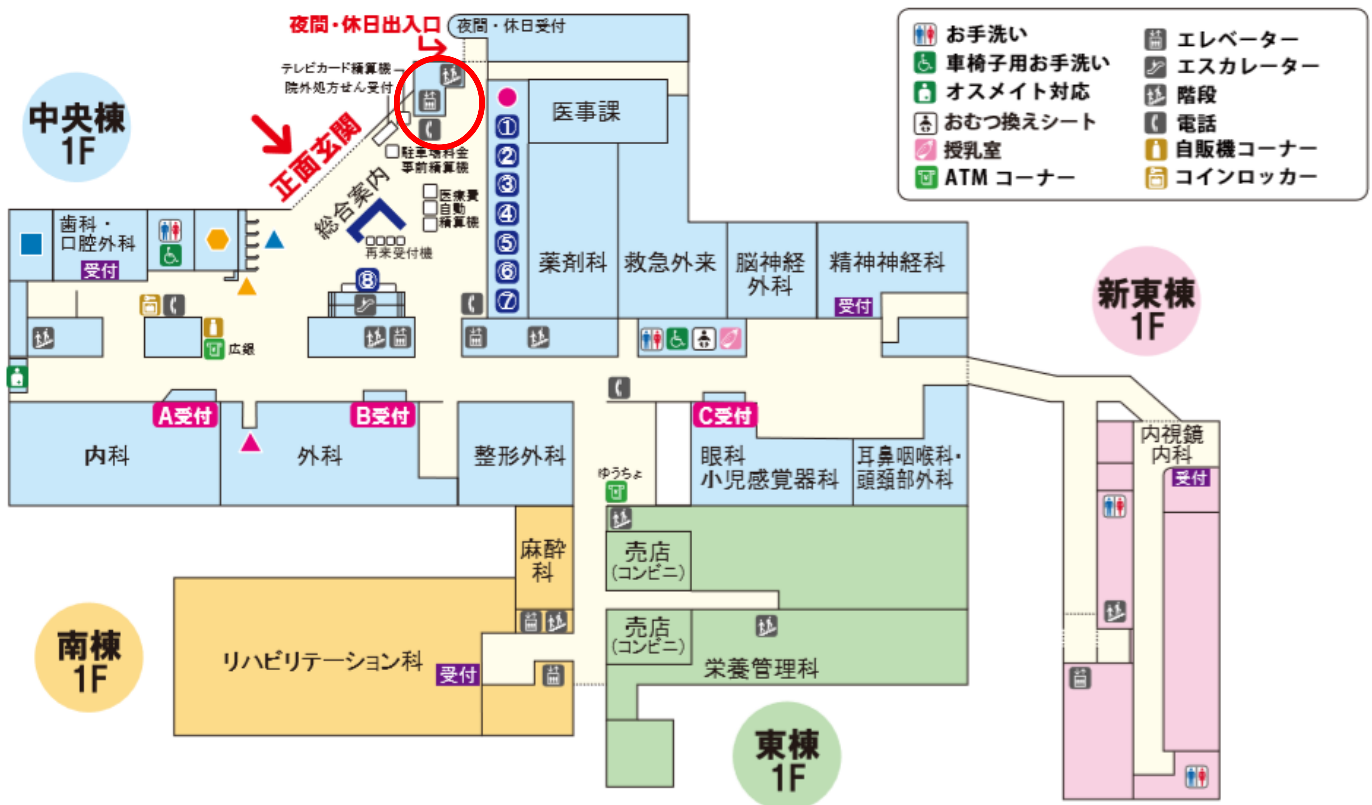 夜間・休日出入口
夜間・休日受付
テレビカード精算機
院外処方せん受付
中央棟
1F
正面玄関
駐車場料金
事前精算機
総合案内
医療費
自動
精算機
再来受付機
医事課
①
②
③
④
⑤
⑥
⑦
⑧
お手洗い
車椅子用お手洗い
オスメイト対応
おむつ換えシート
授乳室
ATM コーナー
エレベーター
エスカレーター
階段
電話
自販機コーナー
コインロッカー
歯科・
口腔外科
受付
薬剤科
救急外来
脳神経
外科
精神神経科
受付
広銀
新東棟
1F
A受付
B受付
C受付
内科
外科
整形外科
ゆうちょ
眼科
小児感覚器科
耳鼻咽喉科・
頭頚部外科
内視鏡
内科
受付
麻酔
科
売店
(コンビニ)
売店
(コンビニ)
南棟
1F
リハビリテーション科
受付
栄養管理科
東棟
1F